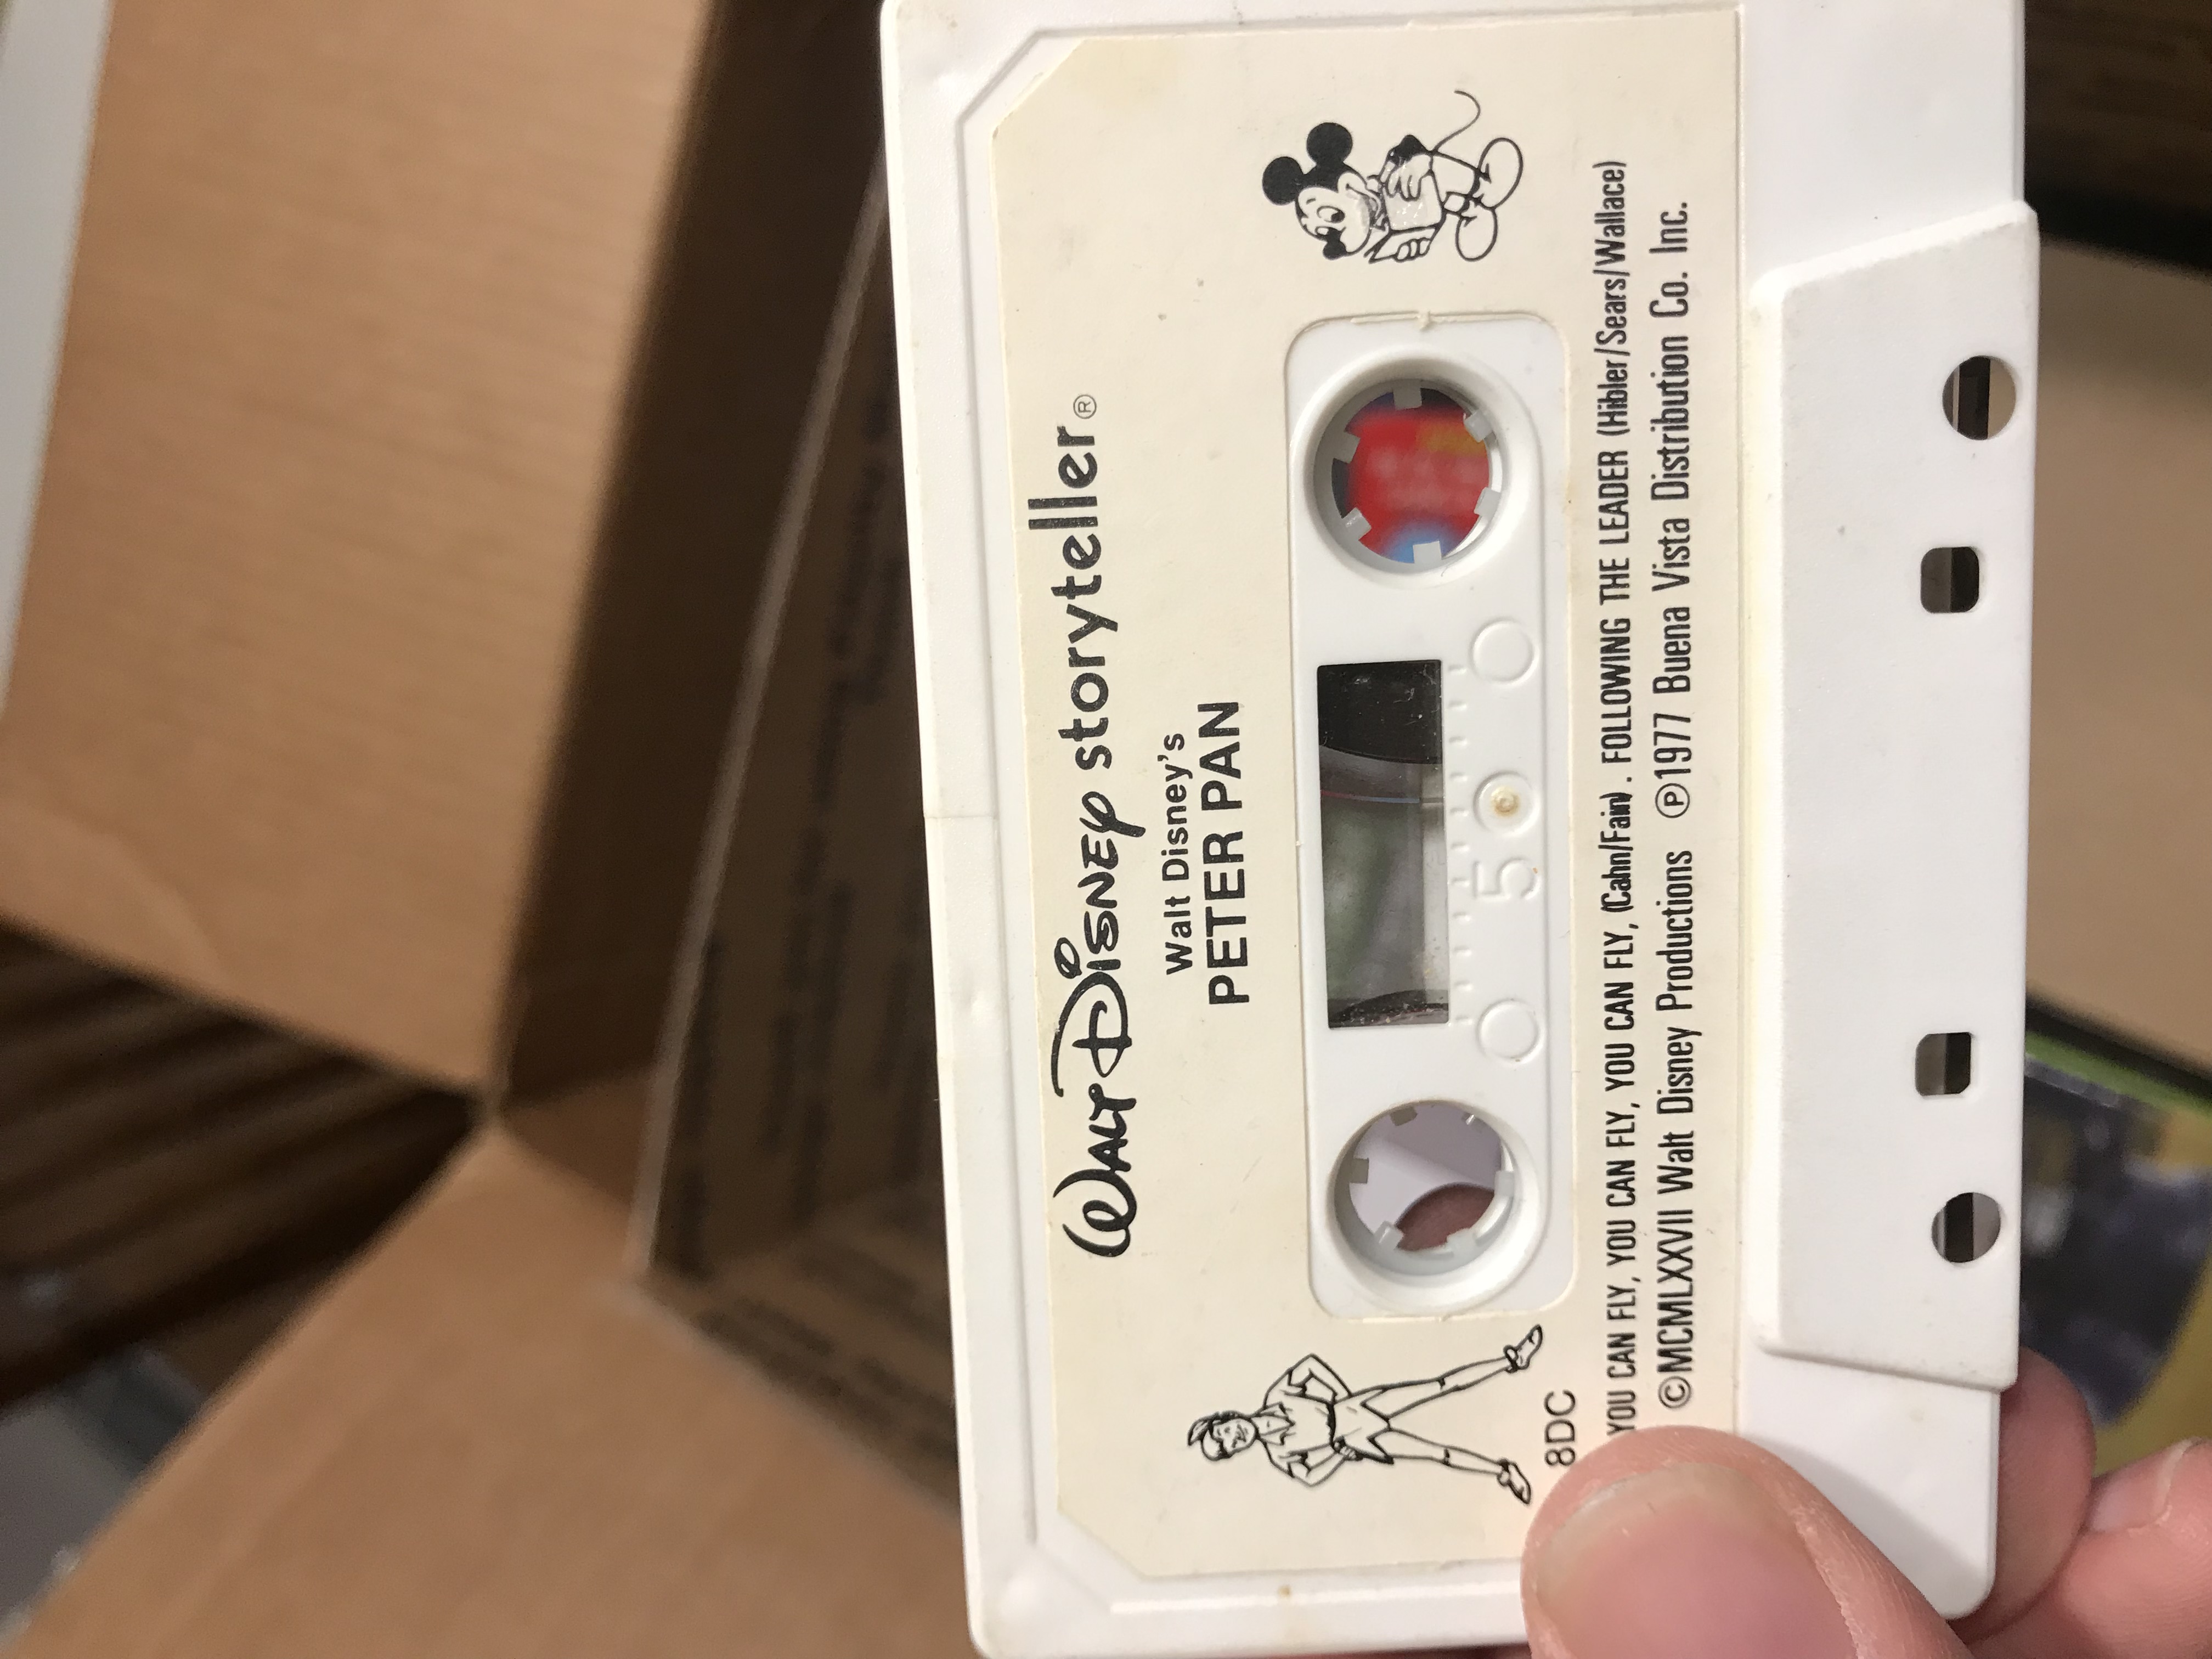 WALT DISNEY storyteller®
Walt Disney's
PETER PAN
50
8DC
YOU CAN FLY, YOU CAN FLY, YOU CAN FLY, (Cahn/Fain). FOLLOWING THE LEADER (Hibler/Sears/Wallace)
©MCMLXXVII Walt Disney Productions ℗1977 Buena Vista Distribution Co. Inc.